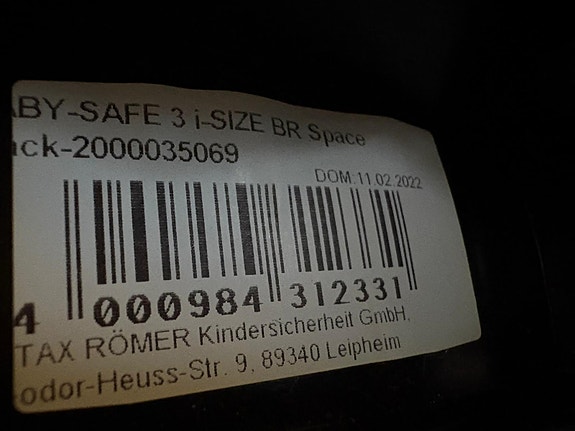 ABY-SAFE 3 i-SIZE BR Space
ack-2000035069
DOM:11.02.2022
4 000984 312331
TAX RÖMER Kindersicherheit GmbH,
odor-Heuss-Str. 9, 89340 Leipheim